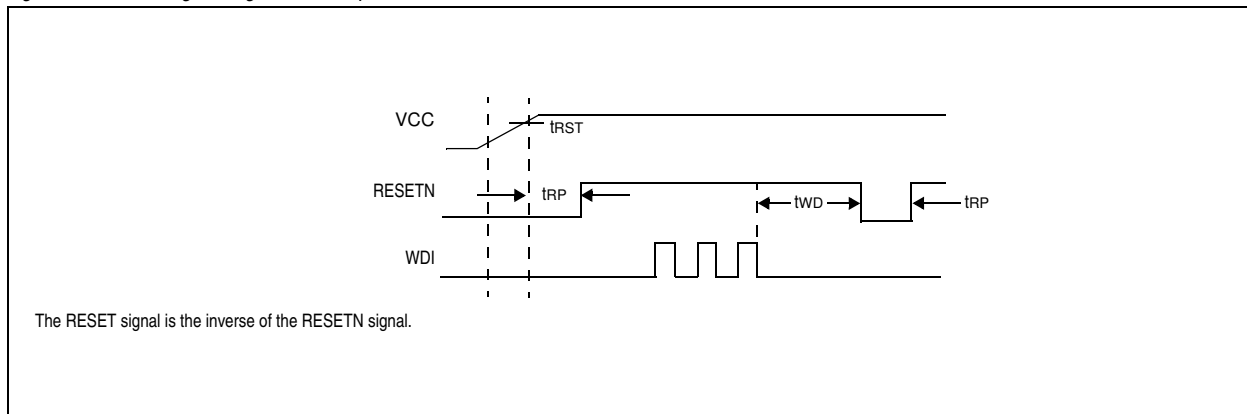 VCC
tRST
RESETN
tRP
tWD
tRP
WDI
The RESET signal is the inverse of the RESETN signal.